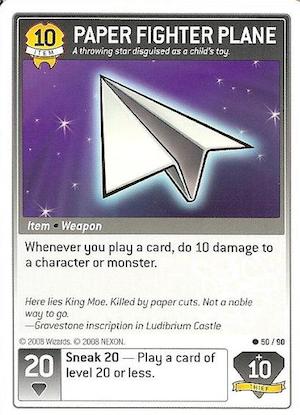 10
ITEM
PAPER FIGHTER PLANE
A throwing star disguised as a child's toy.
Item • Weapon
Whenever you play a card, do 10 damage to
a character or monster.
Here lies King Moe. Killed by paper cuts. Not a noble
way to go.
—Gravestone inscription in Ludibrium Castle
© 2008 Wizards. © 2008 NEXON.
50 / 90
20
Sneak 20 — Play a card of
level 20 or less.
+
10
THIEF